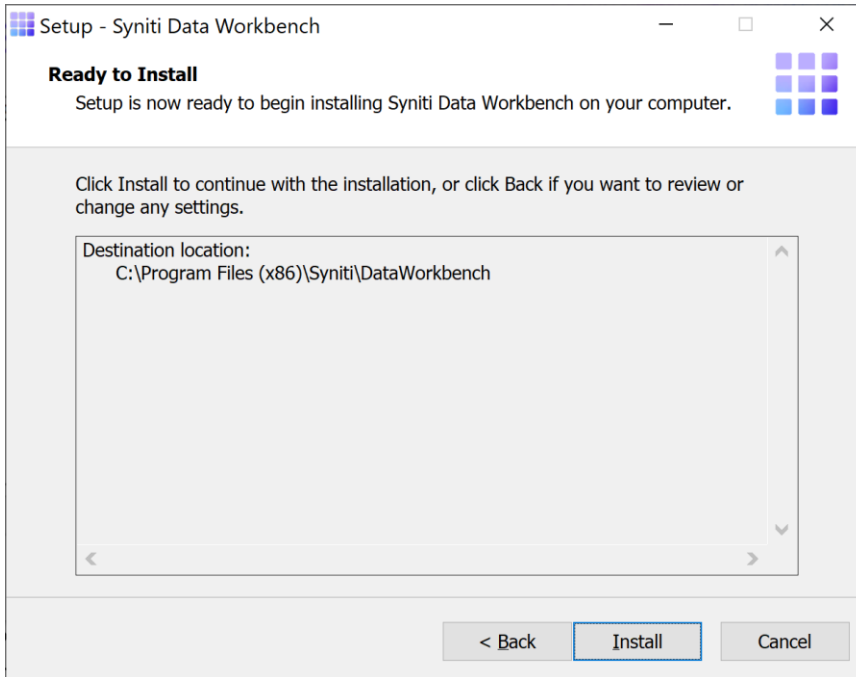 Setup - Syniti Data Workbench
Ready to Install
Setup is now ready to begin installing Syniti Data Workbench on your computer.
Click Install to continue with the installation, or click Back if you want to review or
change any settings.
Destination location:
C:\Program Files (x86)\Syniti\DataWorkbench
< Back
Install
Cancel